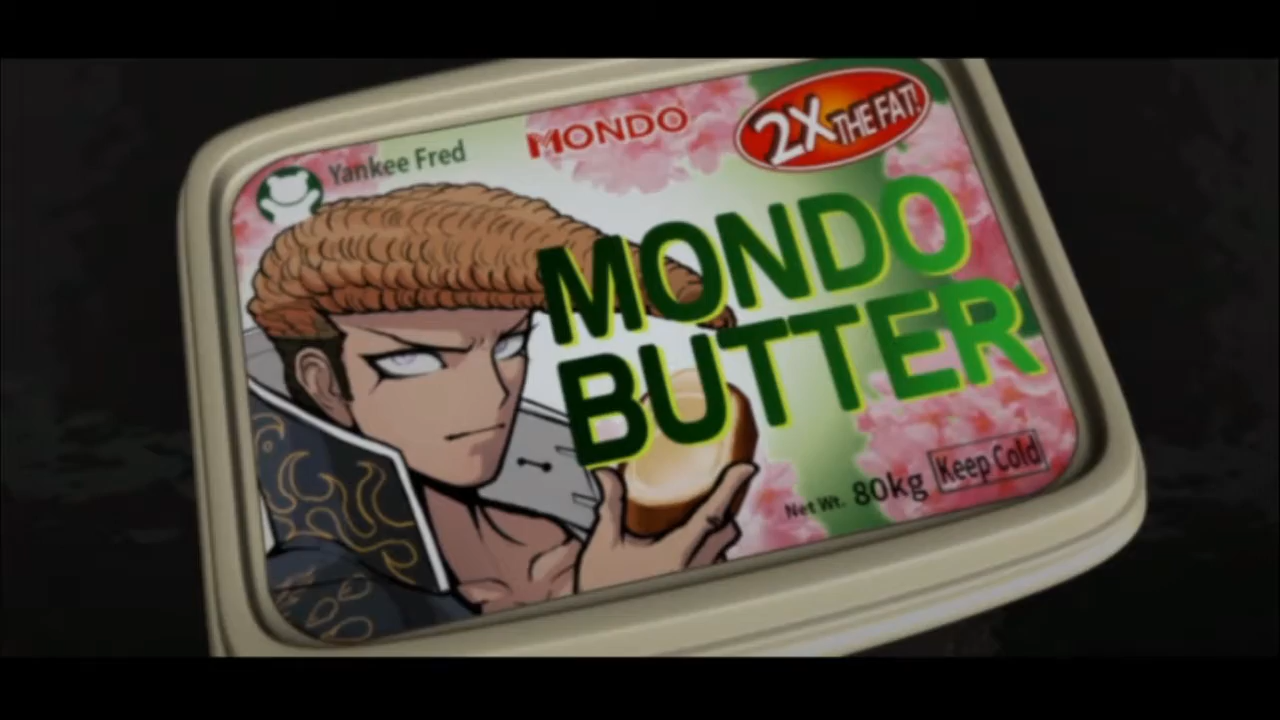 Yankee Fred
MONDO
2X THE FAT!
MONDO
BUTTER
Net Wt. 80kg
Keep Cold